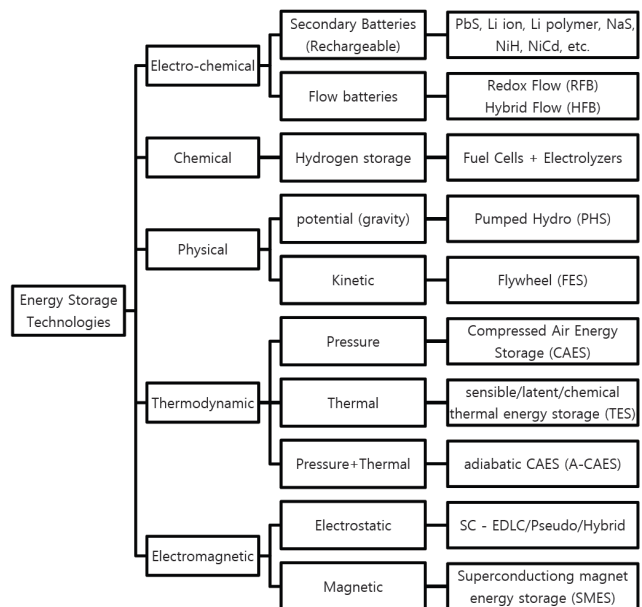 Energy Storage
Technologies
Electro-chemical
Secondary Batteries
(Rechargeable)
PbS, Li ion, Li polymer, NaS,
NiH, NiCd, etc.
Flow batteries
Redox Flow (RFB)
Hybrid Flow (HFB)
Chemical
Hydrogen storage
Fuel Cells + Electrolyzers
Physical
potential (gravity)
Pumped Hydro (PHS)
Kinetic
Flywheel (FES)
Thermodynamic
Pressure
Compressed Air Energy
Storage (CAES)
Thermal
sensible/latent/chemical
thermal energy storage (TES)
Pressure+Thermal
adiabatic CAES (A-CAES)
Electromagnetic
Electrostatic
SC - EDLC/Pseudo/Hybrid
Magnetic
Superconductiong magnet
energy storage (SMES)